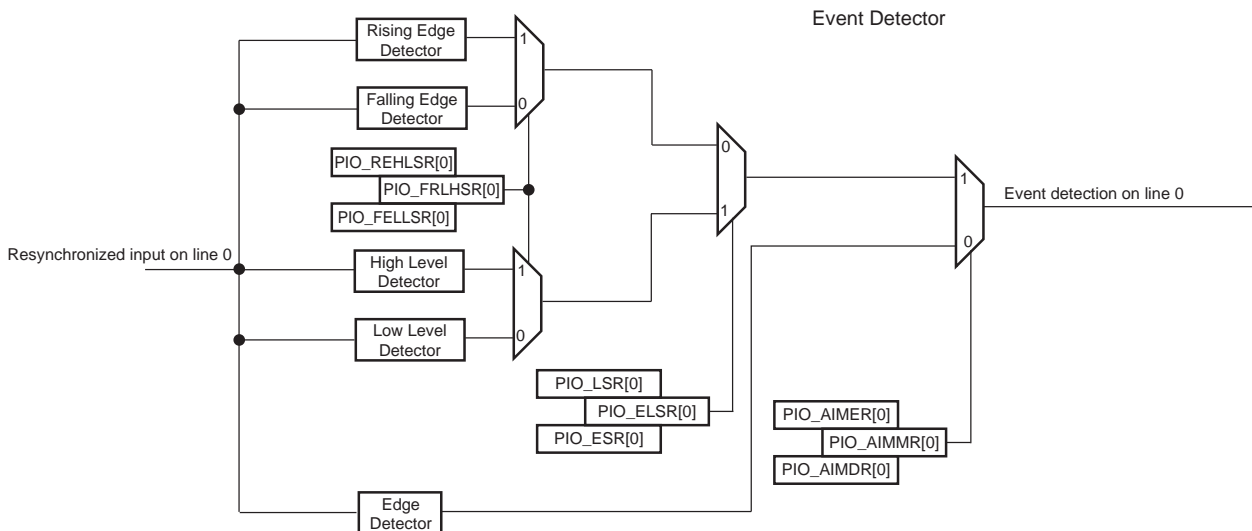 Event Detector
Rising Edge
Detector
1
Falling Edge
Detector
0
PIO_REHLSR[0]
PIO_FRLHSR[0]
PIO_FELLSR[0]
0
1
1
Event detection on line 0
0
Resynchronized input on line 0
High Level
Detector
1
Low Level
Detector
0
PIO_LSR[0]
PIO_ELSR[0]
PIO_ESR[0]
PIO_AIMER[0]
PIO_AIMMR[0]
PIO_AIMDR[0]
Edge
Detector